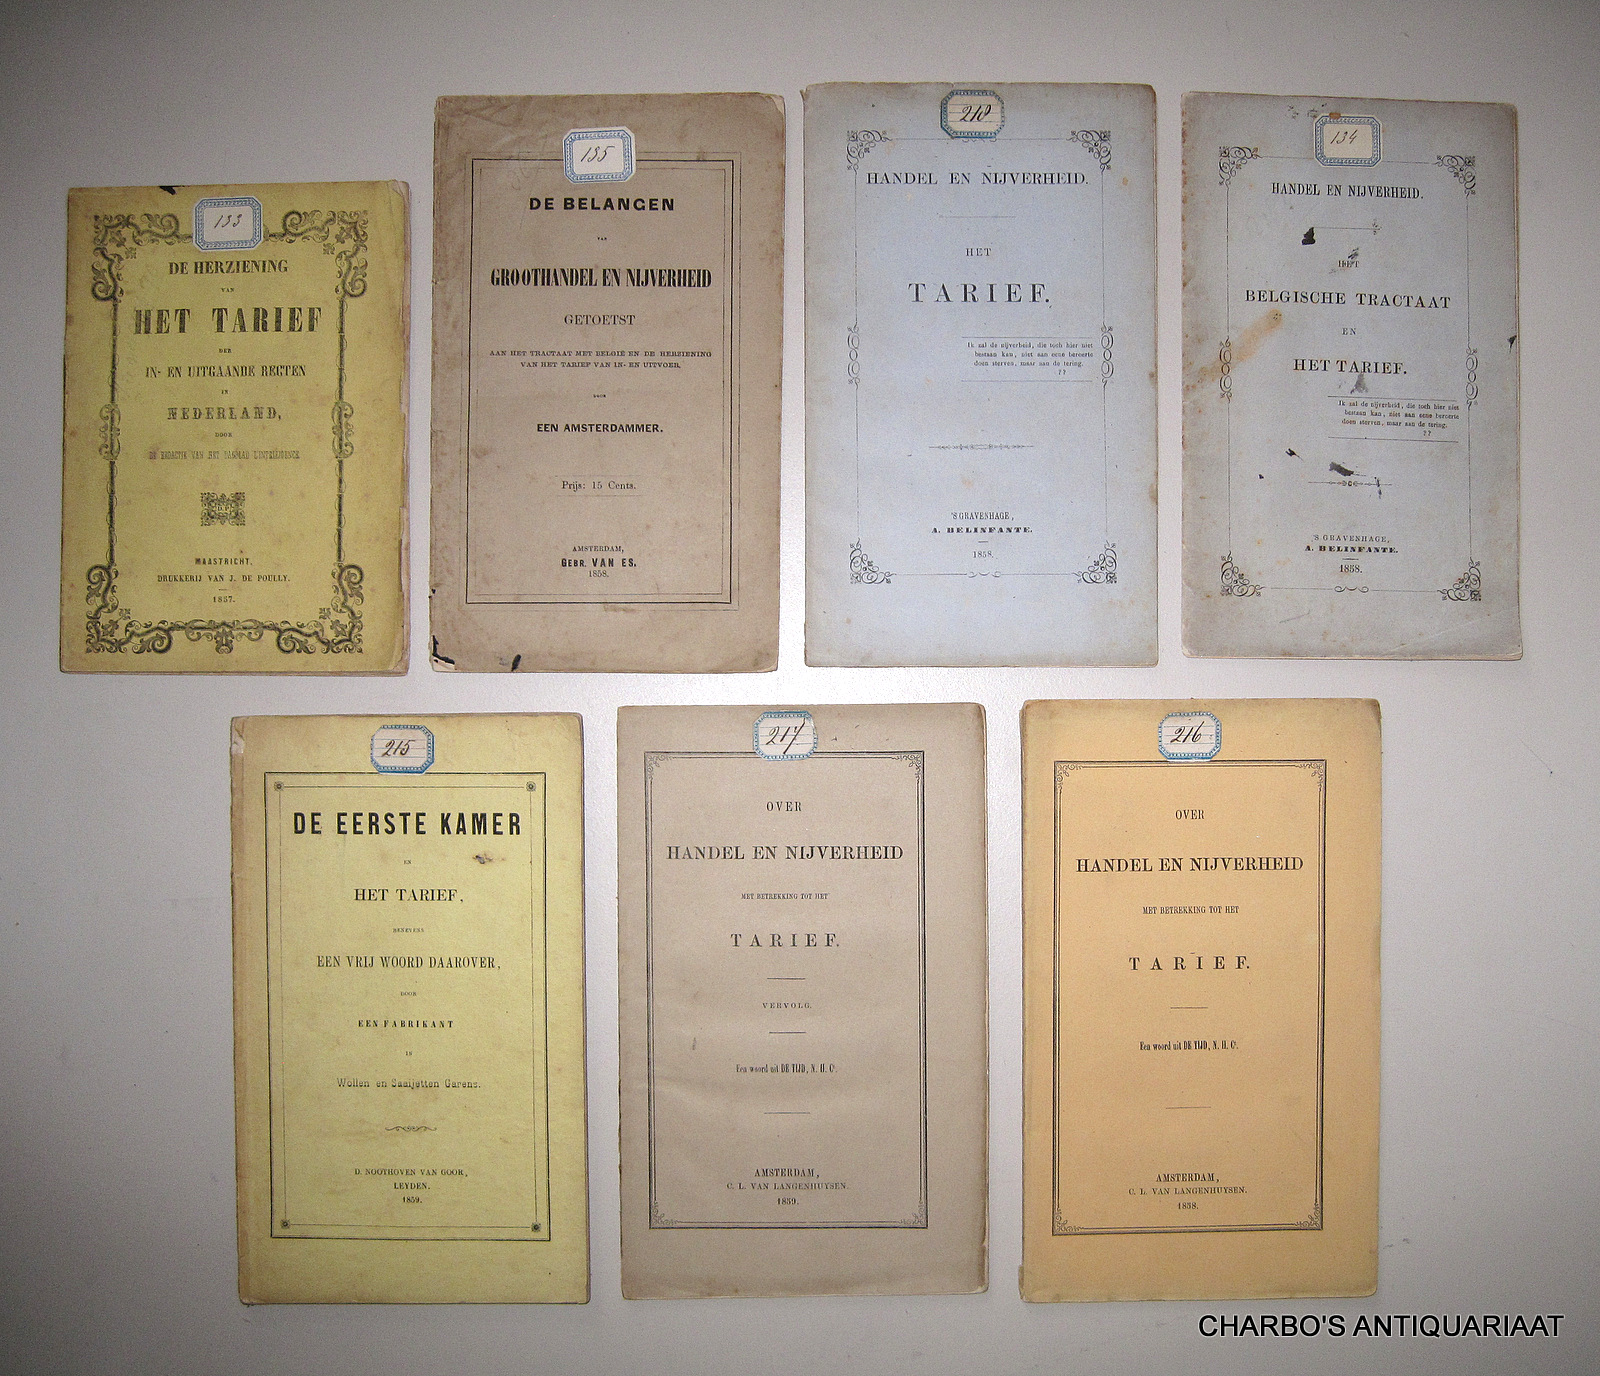 133
DE HERZIENING
VAN
HET TARIEF
DER
IN- EN UITGAANDE REGTEN
IN
NEDERLAND,
DOOR
DE REDACTIE VAN HET DAGBLAD L'INTELLIGENCE
MAASTRICHT,
DRUKKERIJ VAN J. DE POULLY.
1857.
135
DE BELANGEN
VAN
GROOTHANDEL EN NIJVERHEID
GETOETST
AAN HET TRACTAAT MET BELGIË EN DE HERZIENING
VAN HET TARIEF VAN IN- EN UITVOER,
DOOR
EEN AMSTERDAMMER.
Prijs: 15 Cents.
AMSTERDAM,
GEBR. VAN ES,
1858.
218
HANDEL EN NIJVERHEID.
HET
TARIEF.
Ik zal de nijverheid, die toch hier niet
bestaan kan, niet aan eene beroerte
doen sterven, maar aan de tering.
??
'S GRAVENHAGE,
A. BELINFANTE.
1858.
134
HANDEL EN NIJVERHEID.
HET
BELGISCHE TRACTAAT
EN
HET TARIEF.
Ik zal de nijverheid, die toch hier niet
bestaan kan, niet aan eene beroerte
doen sterven, maar aan de tering.
??
'S GRAVENHAGE,
A. BELINFANTE.
1858.
215
DE EERSTE KAMER
EN
HET TARIEF,
BENEVENS
EEN VRIJ WOORD DAAROVER,
DOOR
EEN FABRIKANT
IN
Wollen en Saaijetten Garens.
D. NOOTHOVEN VAN GOOR,
LEYDEN.
1859.
217
OVER
HANDEL EN NIJVERHEID
MET BETREKKING TOT HET
TARIEF.
VERVOLG.
Een woord uit DE TIJD, N. H. Ct.
AMSTERDAM,
C. L. VAN LANGENHUYSEN.
1859.
216
OVER
HANDEL EN NIJVERHEID
MET BETREKKING TOT HET
TARIEF.
Een woord uit DE TIJD, N. H. Ct.
AMSTERDAM,
C. L. VAN LANGENHUYSEN.
1858.
CHARBO'S ANTIQUARIAAT